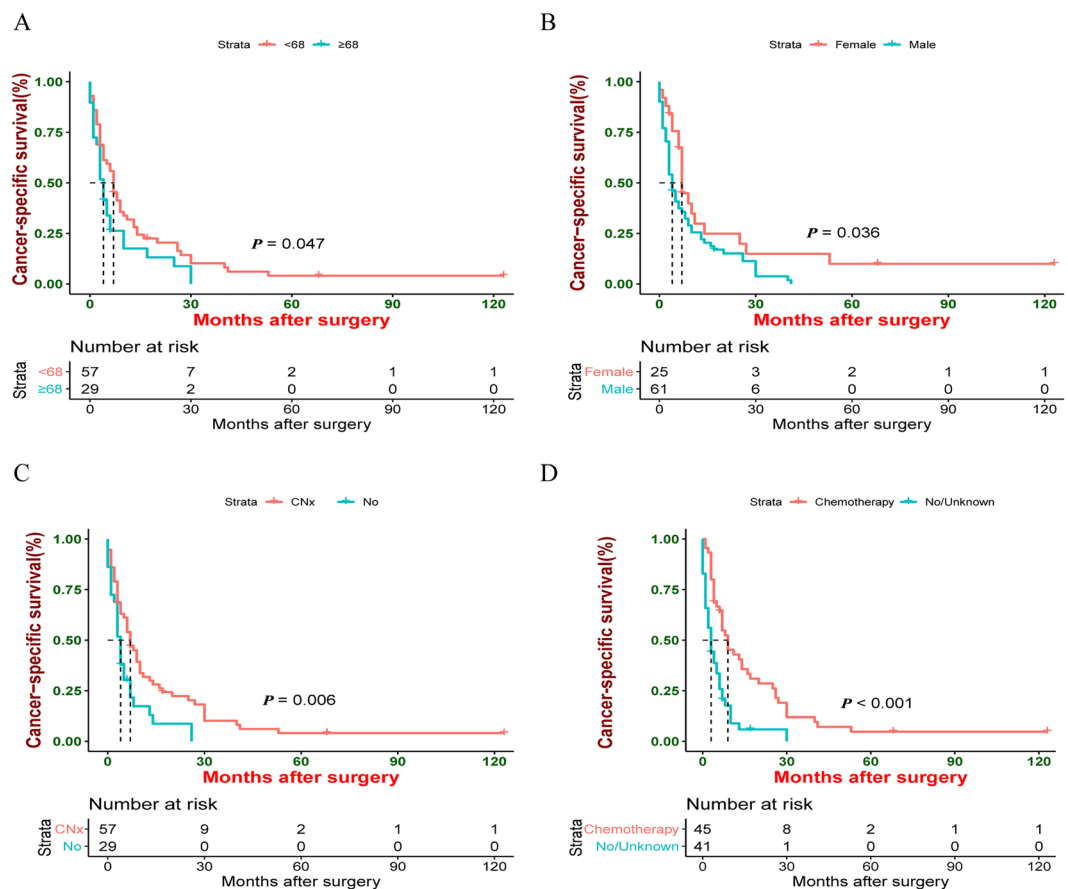 A
Strata <68 ≥68
Cancer-specific survival(%)
1.00
0.75
0.50
0.25
0.00
P = 0.047
0 30 60 90 120
Months after surgery
Number at risk
Strata
<68 57 7 2 1 1
≥68 29 2 0 0 0
0 30 60 90 120
Months after surgery
B
Strata Female Male
Cancer−specific survival(%)
1.00
0.75
0.50
0.25
0.00
P = 0.036
0 30 60 90 120
Months after surgery
Number at risk
Strata
Female 25 3 2 1 1
Male 61 6 0 0 0
0 30 60 90 120
Months after surgery
C
Strata CNx No
Cancer−specific survival(%)
1.00
0.75
0.50
0.25
0.00
P = 0.006
0 30 60 90 120
Months after surgery
Number at risk
Strata
CNx 57 9 2 1 1
No 29 0 0 0 0
0 30 60 90 120
Months after surgery
D
Strata Chemotherapy No/Unknown
Cancer-specific survival(%)
1.00
0.75
0.50
0.25
0.00
P < 0.001
0 30 60 90 120
Months after surgery
Number at risk
Strata
Chemotherapy 45 8 2 1 1
No/Unknown 41 1 0 0 0
0 30 60 90 120
Months after surgery